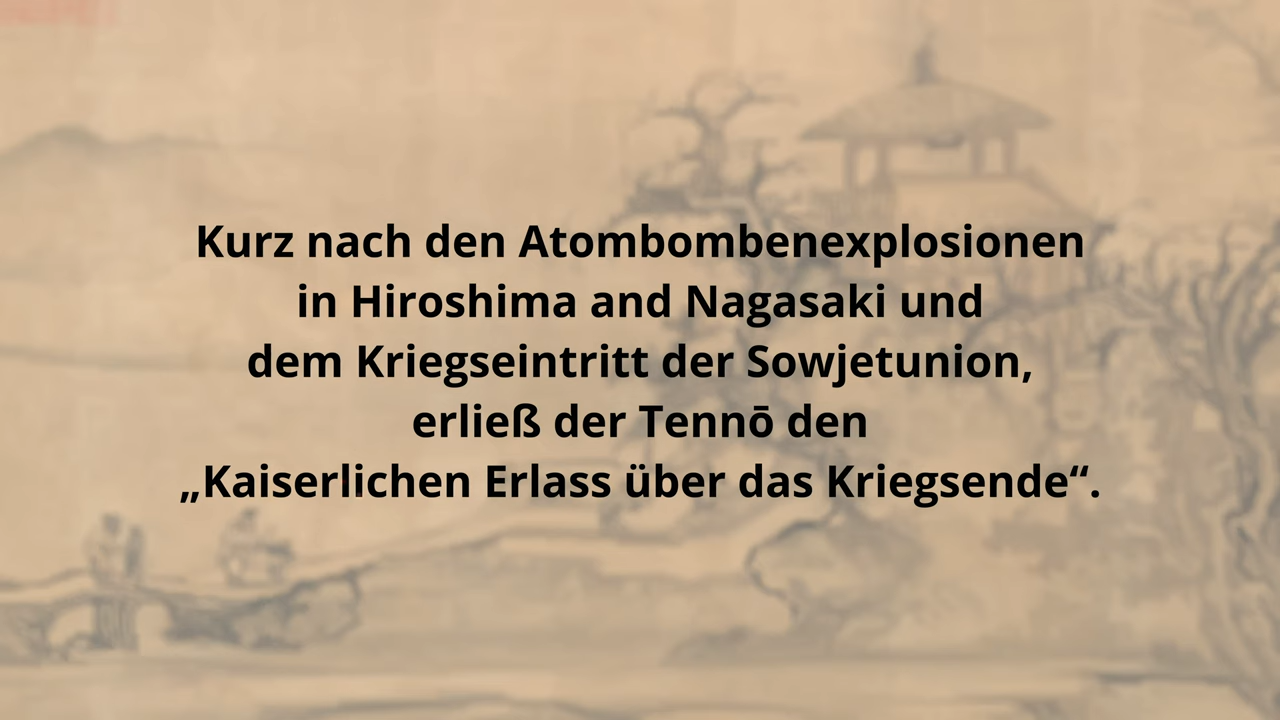 Kurz nach den Atombombenexplosionen
in Hiroshima and Nagasaki und
dem Kriegseintritt der Sowjetunion,
erließ der Tennō den
„Kaiserlichen Erlass über das Kriegsende“.